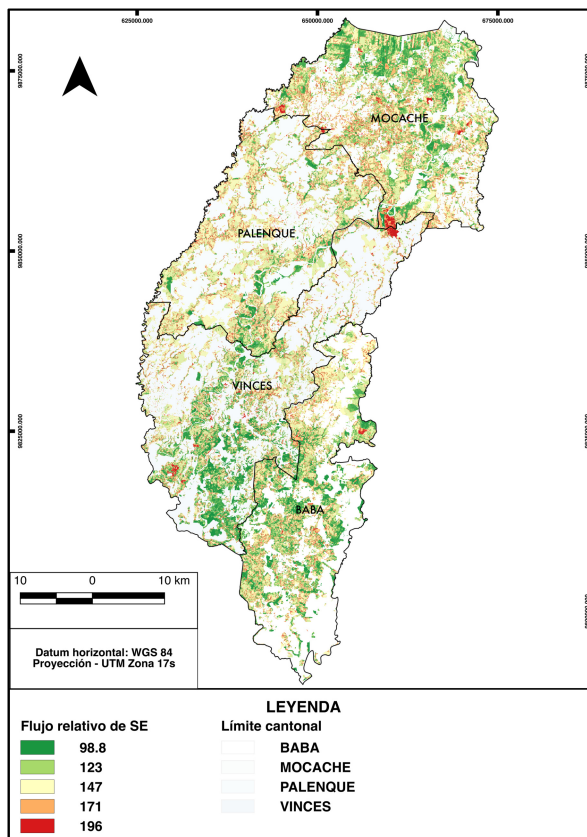 625000.000 650000.000 675000.000
9875000.000
MOCACHE
PALENQUE
9850000.000
VINCES
9825000.000
BABA
10 0 10 km
Datum horizontal: WGS 84
Proyección - UTM Zona 17s
LEYENDA
Flujo relativo de SE
98.8
123
147
171
196
Límite cantonal
BABA
MOCACHE
PALENQUE
VINCES